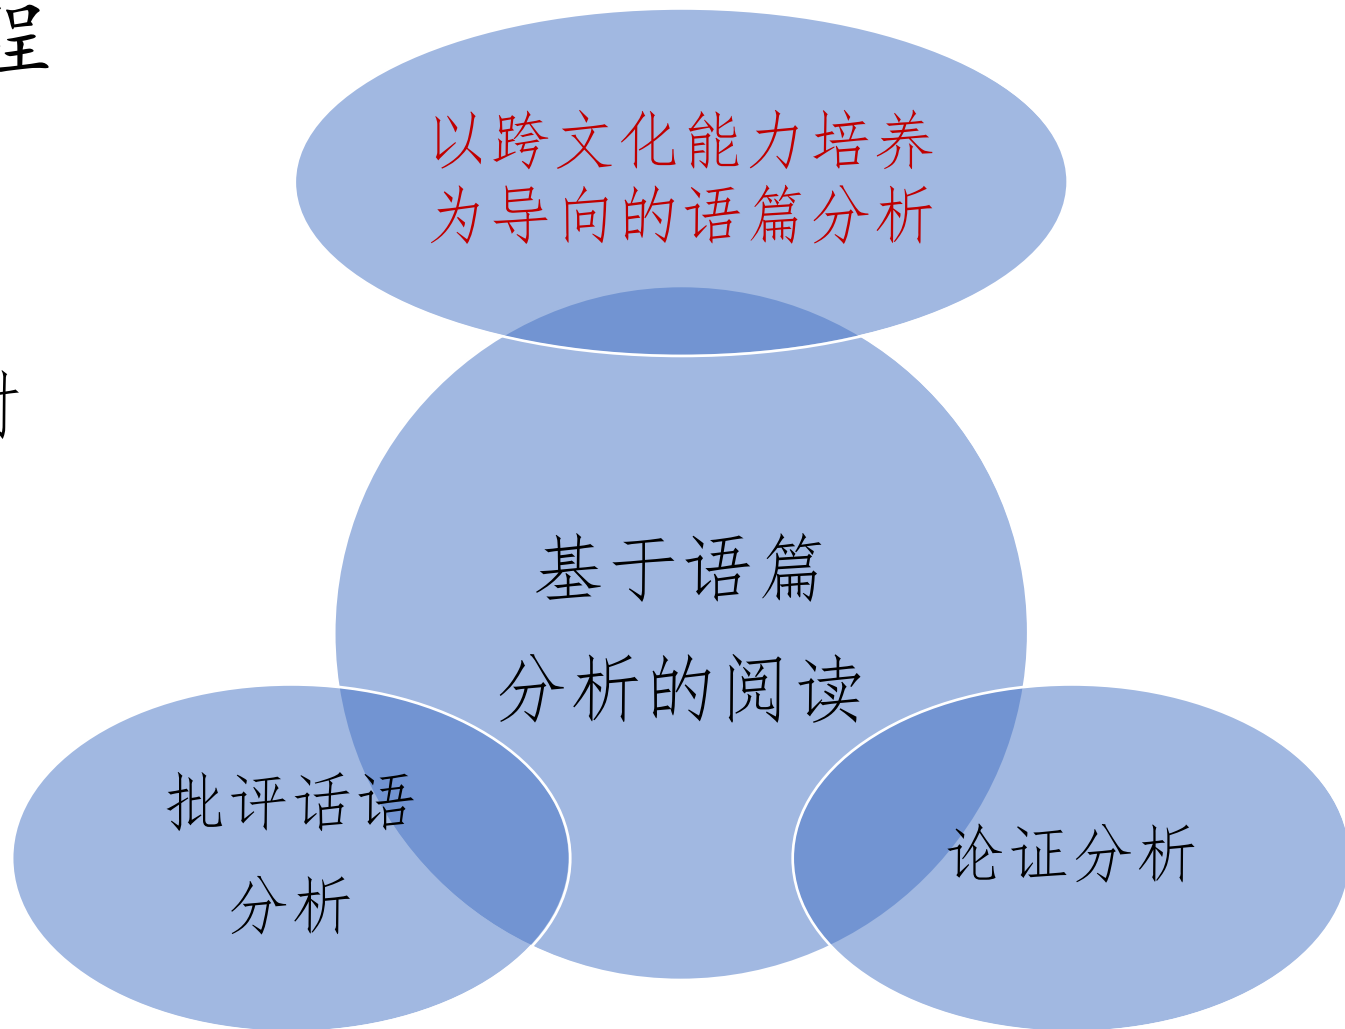 程
以跨文化能力培养
为导向的语篇分析
基于语篇
分析的阅读
批评话语
分析
论证分析